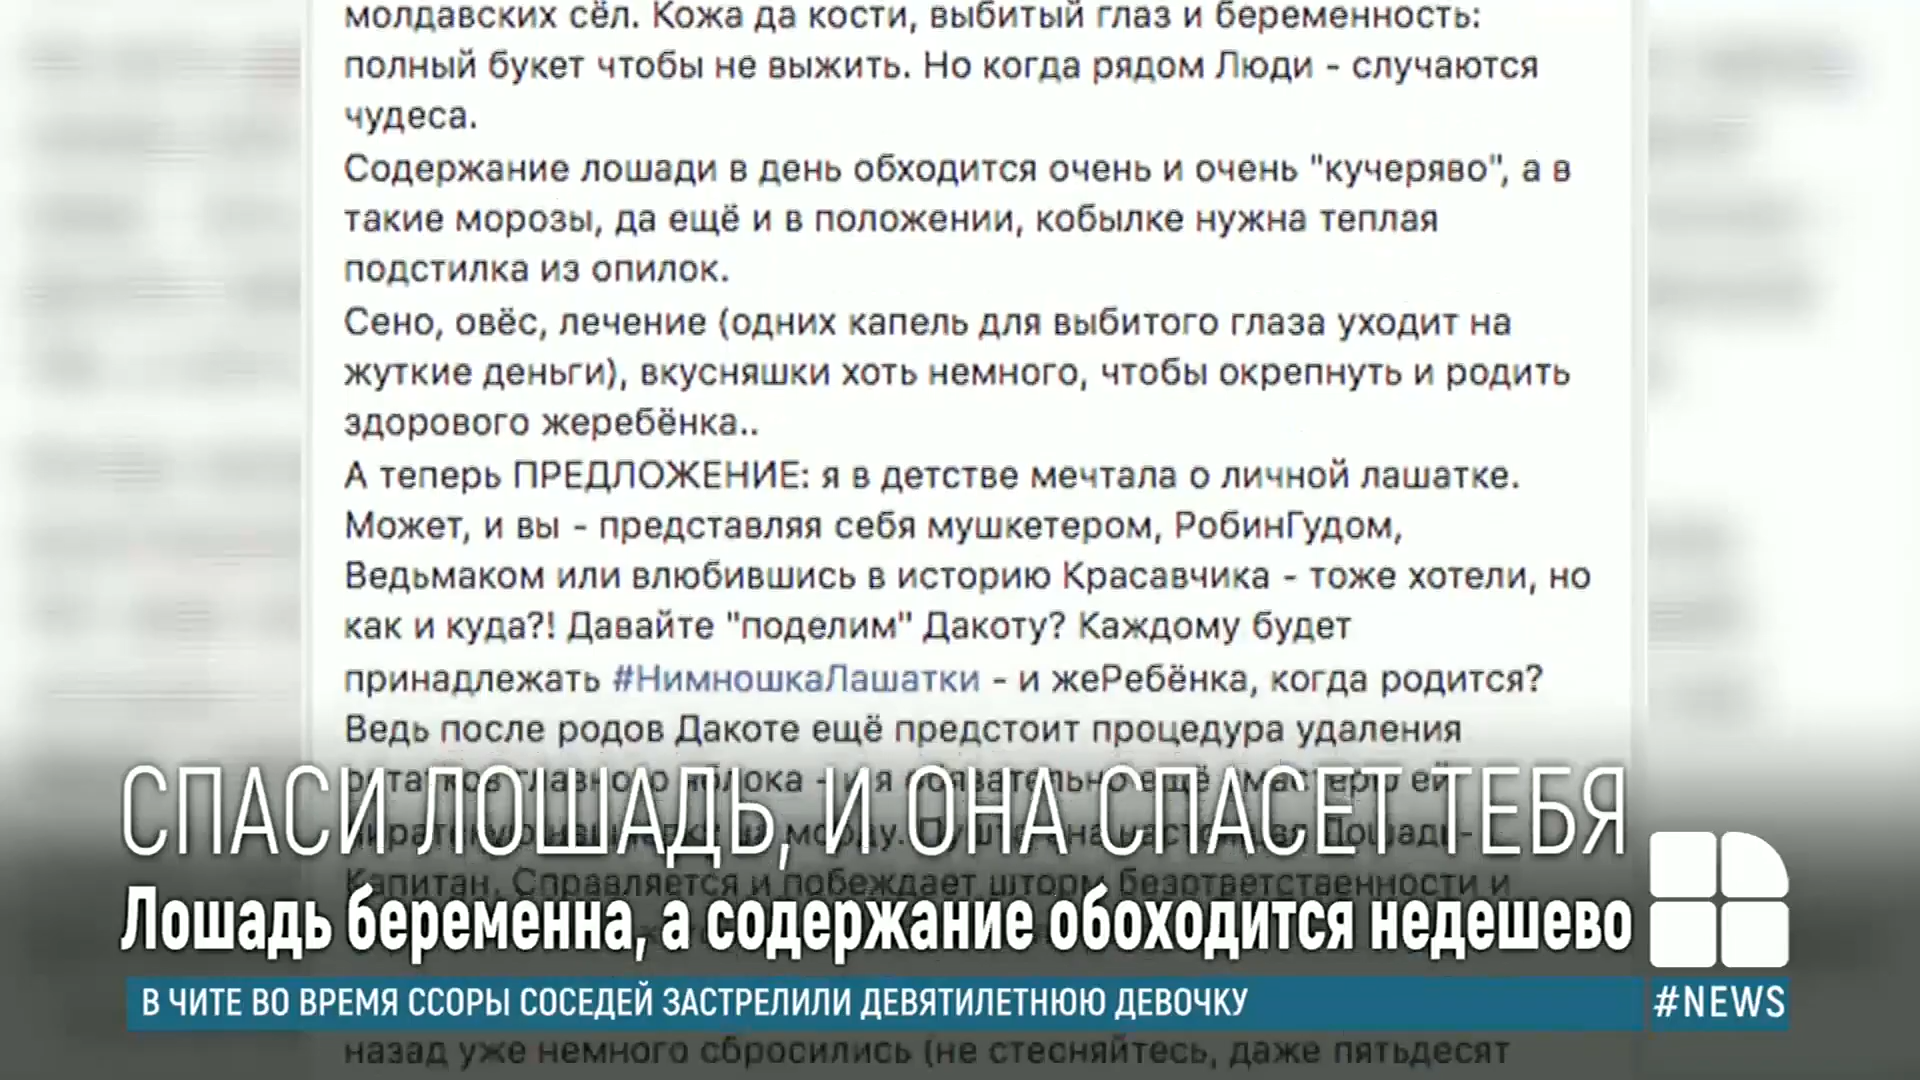 молдавских сёл. Кожа да кости, выбитый глаз и беременность:
полный букет чтобы не выжить. Но когда рядом Люди - случаются
чудеса.
Содержание лошади в день обходится очень и очень "кучеряво", а в
такие морозы, да ещё и в положении, кобылке нужна теплая
подстилка из опилок.
Сено, овёс, лечение (одних капель для выбитого глаза уходит на
жуткие деньги), вкусняшки хоть немного, чтобы окрепнуть и родить
здорового жеребёнка..
А теперь ПРЕДЛОЖЕНИЕ: я в детстве мечтала о личной лашатке.
Может, и вы - представляя себя мушкетером, РобинГудом,
Ведьмаком или влюбившись в историю Красавчика - тоже хотели, но
как и куда?! Давайте "поделим" Дакоту? Каждому будет
принадлежать #НимношкаЛашатки - и жеРебёнка, когда родится?
Ведь после родов Дакоте ещё предстоит процедура удаления
Капитан. Справляется и побеждает шторм безответственности и
СПАСИ ЛОШАДЬ, И ОНА СПАСЕТ ТЕБЯ
Лошадь беременна, а содержание обоходится недешево
В ЧИТЕ ВО ВРЕМЯ ССОРЫ СОСЕДЕЙ ЗАСТРЕЛИЛИ ДЕВЯТИЛЕТНЮЮ ДЕВОЧКУ
#NEWS
назад уже немного сбросились (не стесняйтесь, даже пятьдесят